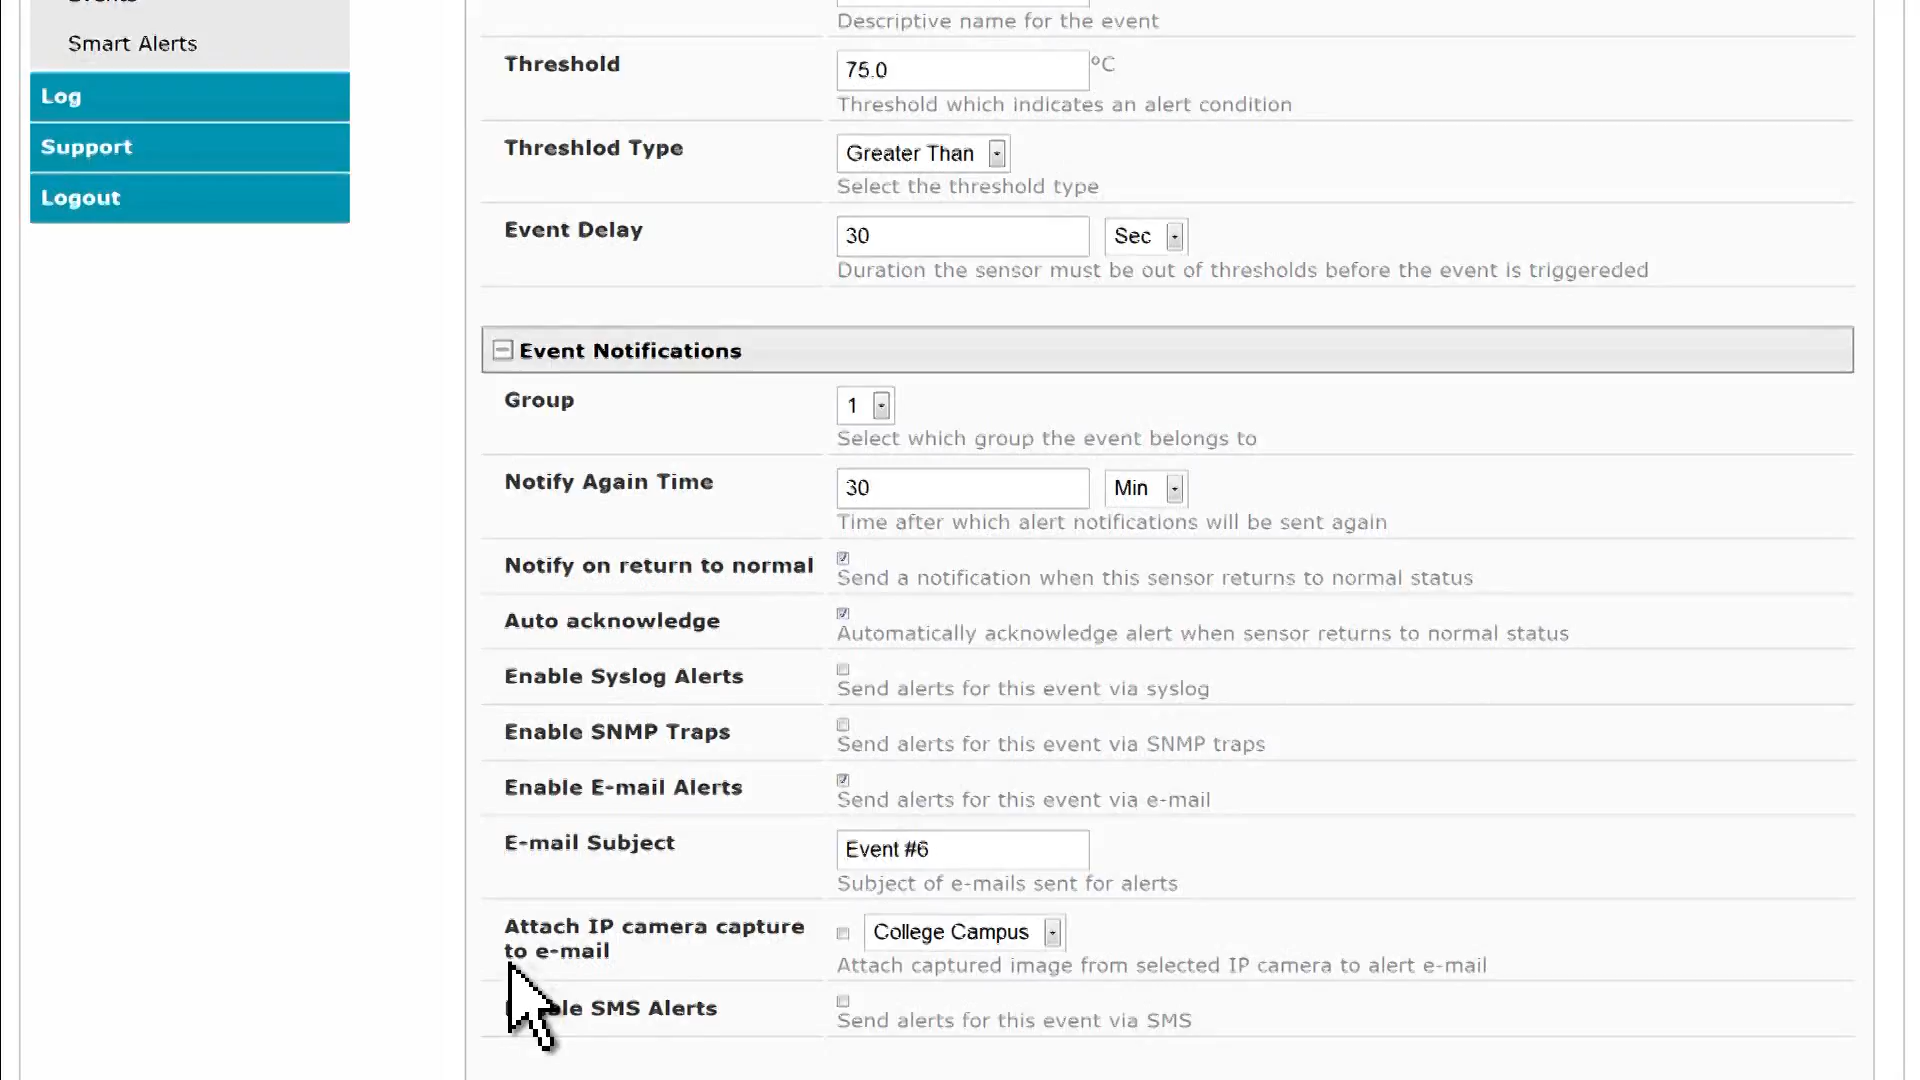 Events
Smart Alerts
Log
Support
Logout
Descriptive name for the event
Threshold
75.0
°C
Threshold which indicates an alert condition
Threshlod Type
Greater Than
Select the threshold type
Event Delay
30
Sec
Duration the sensor must be out of thresholds before the event is triggereded
Event Notifications
Group
1
Select which group the event belongs to
Notify Again Time
30
Min
Time after which alert notifications will be sent again
Notify on return to normal
Send a notification when this sensor returns to normal status
Auto acknowledge
Automatically acknowledge alert when sensor returns to normal status
Enable Syslog Alerts
Send alerts for this event via syslog
Enable SNMP Traps
Send alerts for this event via SNMP traps
Enable E-mail Alerts
Send alerts for this event via e-mail
E-mail Subject
Event #6
Subject of e-mails sent for alerts
Attach IP camera capture
to e-mail
College Campus
Attach captured image from selected IP camera to alert e-mail
SMS Alerts
Send alerts for this event via SMS